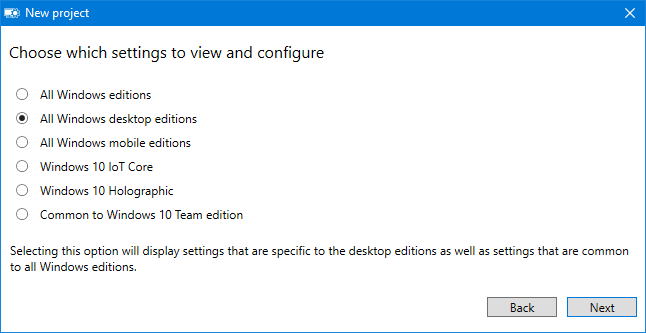 New project
Choose which settings to view and configure
All Windows editions
All Windows desktop editions
All Windows mobile editions
Windows 10 IoT Core
Windows 10 Holographic
Common to Windows 10 Team edition
Selecting this option will display settings that are specific to the desktop editions as well as settings that are common
to all Windows editions.
Back Next